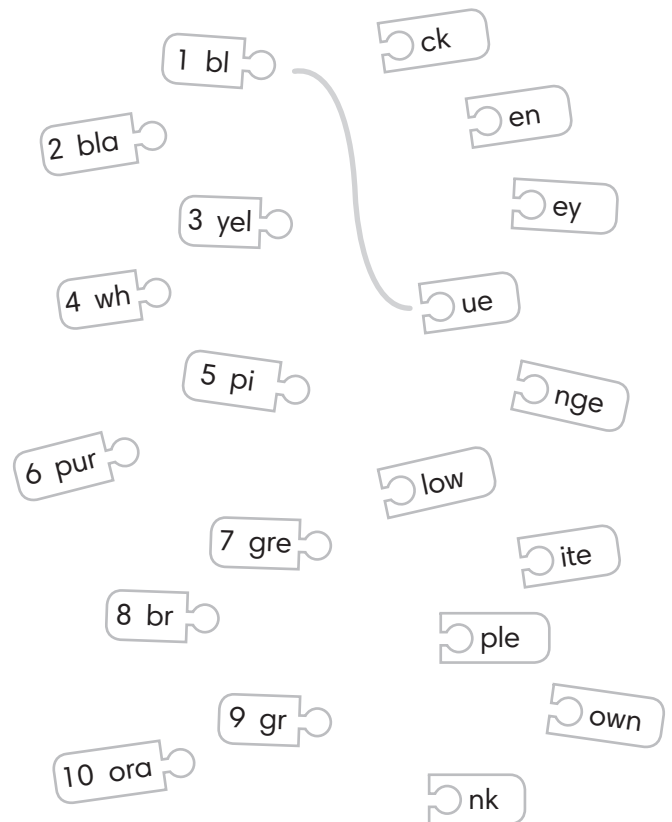 1 bl
2 bla
3 yel
4 wh
5 pi
6 pur
7 gre
8 br
9 gr
10 ora
ck
en
ey
ue
nge
low
ite
ple
own
nk